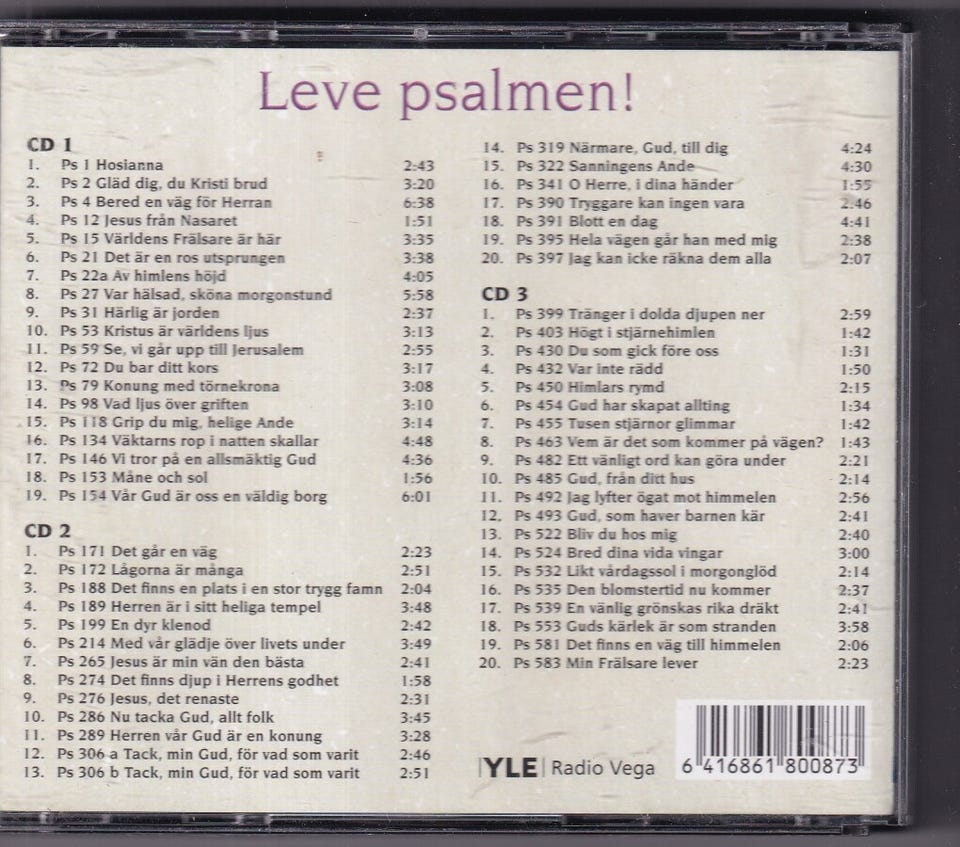 Leve psalmen!
CD 1
1. Ps 1 Hosianna 2:43
2. Ps 2 Gläd dig, du Kristi brud 3:20
3. Ps 4 Bered en väg för Herran 6:38
4. Ps 12 Jesus från Nasaret 1:51
5. Ps 15 Världens Frälsare är här 3:35
6. Ps 21 Det är en ros utsprungen 3:38
7. Ps 22a Av himlens höjd 4:05
8. Ps 27 Var hälsad, sköna morgonstund 5:58
9. Ps 31 Härlig är jorden 2:37
10. Ps 53 Kristus är världens ljus 3:13
11. Ps 59 Se, vi går upp till Jerusalem 2:55
12. Ps 72 Du bar ditt kors 3:17
13. Ps 79 Konung med törnekrona 3:08
14. Ps 98 Vad ljus över griften 3:10
15. Ps 118 Grip du mig, helige Ande 3:14
16. Ps 134 Väktarns rop i natten skallar 4:48
17. Ps 146 Vi tror på en allsmäktig Gud 4:36
18. Ps 153 Måne och sol 1:56
19. Ps 154 Vår Gud är oss en väldig borg 6:01
CD 2
1. Ps 171 Det går en väg 2:23
2. Ps 172 Lågorna är många 2:51
3. Ps 188 Det finns en plats i en stor trygg famn 2:04
4. Ps 189 Herren är i sitt heliga tempel 3:48
5. Ps 199 En dyr klenod 2:42
6. Ps 214 Med vår glädje över livets under 3:49
7. Ps 265 Jesus är min vän den bästa 2:41
8. Ps 274 Det finns djup i Herrens godhet 1:58
9. Ps 276 Jesus, det renaste 2:31
10. Ps 286 Nu tacka Gud, allt folk 3:45
11. Ps 289 Herren vår Gud är en konung 3:28
12. Ps 306 a Tack, min Gud, för vad som varit 2:46
13. Ps 306 b Tack, min Gud, för vad som varit 2:51
14. Ps 319 Närmare, Gud, till dig 4:24
15. Ps 322 Sanningens Ande 4:30
16. Ps 341 O Herre, i dina händer 1:55
17. Ps 390 Tryggare kan ingen vara 2:46
18. Ps 391 Blott en dag 4:41
19. Ps 395 Hela vägen går han med mig 2:38
20. Ps 397 Jag kan icke räkna dem alla 2:07
CD 3
1. Ps 399 Tränger i dolda djupen ner 2:59
2. Ps 403 Högt i stjärnehimlen 1:42
3. Ps 430 Du som gick före oss 1:31
4. Ps 432 Var inte rädd 1:50
5. Ps 450 Himlars rymd 2:15
6. Ps 454 Gud har skapat allting 1:34
7. Ps 455 Tusen stjärnor glimmar 1:42
8. Ps 463 Vem är det som kommer på vägen? 1:43
9. Ps 482 Ett vänligt ord kan göra under 2:21
10. Ps 485 Gud, från ditt hus 2:14
11. Ps 492 Jag lyfter ögat mot himmelen 2:56
12. Ps 493 Gud, som haver barnen kär 2:41
13. Ps 522 Bliv du hos mig 2:40
14. Ps 524 Bred dina vida vingar 3:00
15. Ps 532 Likt vårdagssol i morgonglöd 2:14
16. Ps 535 Den blomstertid nu kommer 2:37
17. Ps 539 En vänlig grönskas rika dräkt 2:41
18. Ps 553 Guds kärlek är som stranden 3:58
19. Ps 581 Det finns en väg till himmelen 2:06
20. Ps 583 Min Frälsare lever 2:23
YLE Radio Vega
6 416861 800873